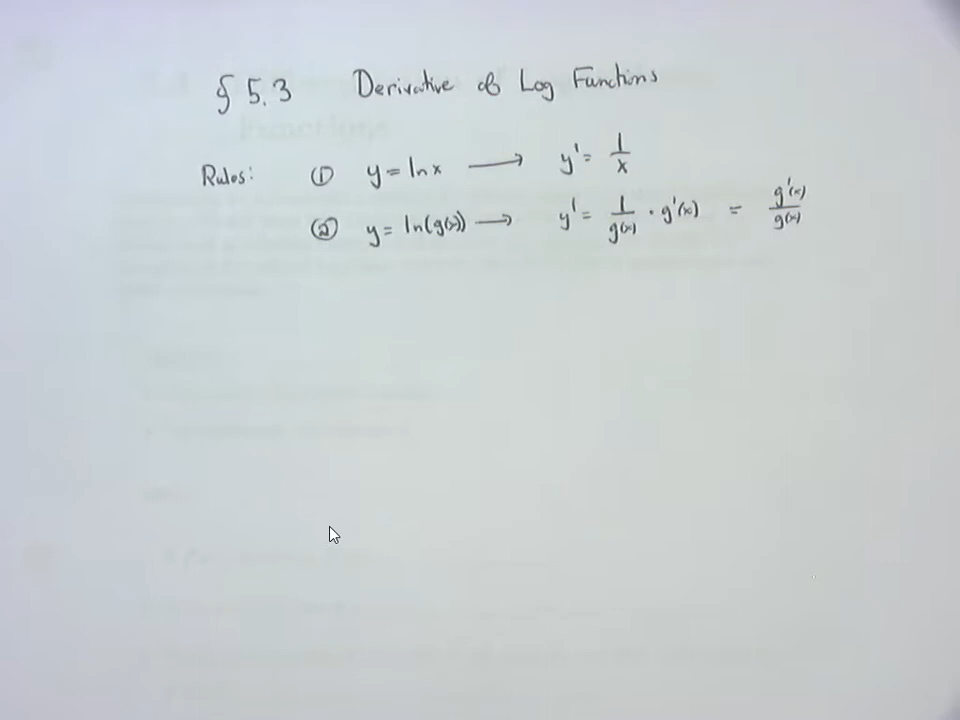 § 5.3 Derivative of Log Functions
Rules: ① y = ln x → y' = 1/x
② y = ln(g(x)) → y' = 1/g(x) · g'(x) = g'(x)/g(x)